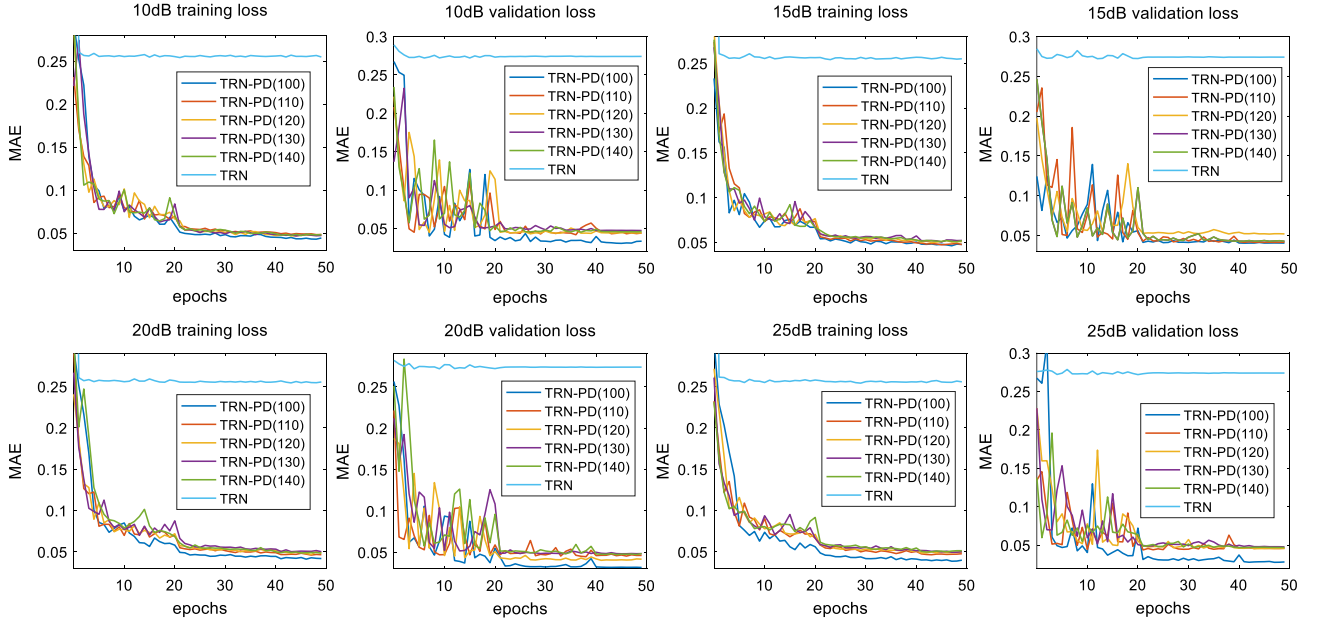 10dB training loss
0.25
0.2
0.15
0.1
0.05
MAE
TRN-PD(100)
TRN-PD(110)
TRN-PD(120)
TRN-PD(130)
TRN-PD(140)
TRN
10 20 30 40 50
epochs
10dB validation loss
0.3
0.25
0.2
0.15
0.1
0.05
MAE
TRN-PD(100)
TRN-PD(110)
TRN-PD(120)
TRN-PD(130)
TRN-PD(140)
TRN
10 20 30 40 50
epochs
15dB training loss
0.25
0.2
0.15
0.1
0.05
MAE
TRN-PD(100)
TRN-PD(110)
TRN-PD(120)
TRN-PD(130)
TRN-PD(140)
TRN
10 20 30 40 50
epochs
15dB validation loss
0.3
0.25
0.2
0.15
0.1
0.05
MAE
TRN-PD(100)
TRN-PD(110)
TRN-PD(120)
TRN-PD(130)
TRN-PD(140)
TRN
10 20 30 40 50
epochs
20dB training loss
0.25
0.2
0.15
0.1
0.05
MAE
TRN-PD(100)
TRN-PD(110)
TRN-PD(120)
TRN-PD(130)
TRN-PD(140)
TRN
10 20 30 40 50
epochs
20dB validation loss
0.25
0.2
0.15
0.1
0.05
MAE
TRN-PD(100)
TRN-PD(110)
TRN-PD(120)
TRN-PD(130)
TRN-PD(140)
TRN
10 20 30 40 50
epochs
25dB training loss
0.25
0.2
0.15
0.1
0.05
MAE
TRN-PD(100)
TRN-PD(110)
TRN-PD(120)
TRN-PD(130)
TRN-PD(140)
TRN
10 20 30 40 50
epochs
25dB validation loss
0.3
0.25
0.2
0.15
0.1
0.05
MAE
TRN-PD(100)
TRN-PD(110)
TRN-PD(120)
TRN-PD(130)
TRN-PD(140)
TRN
10 20 30 40 50
epochs